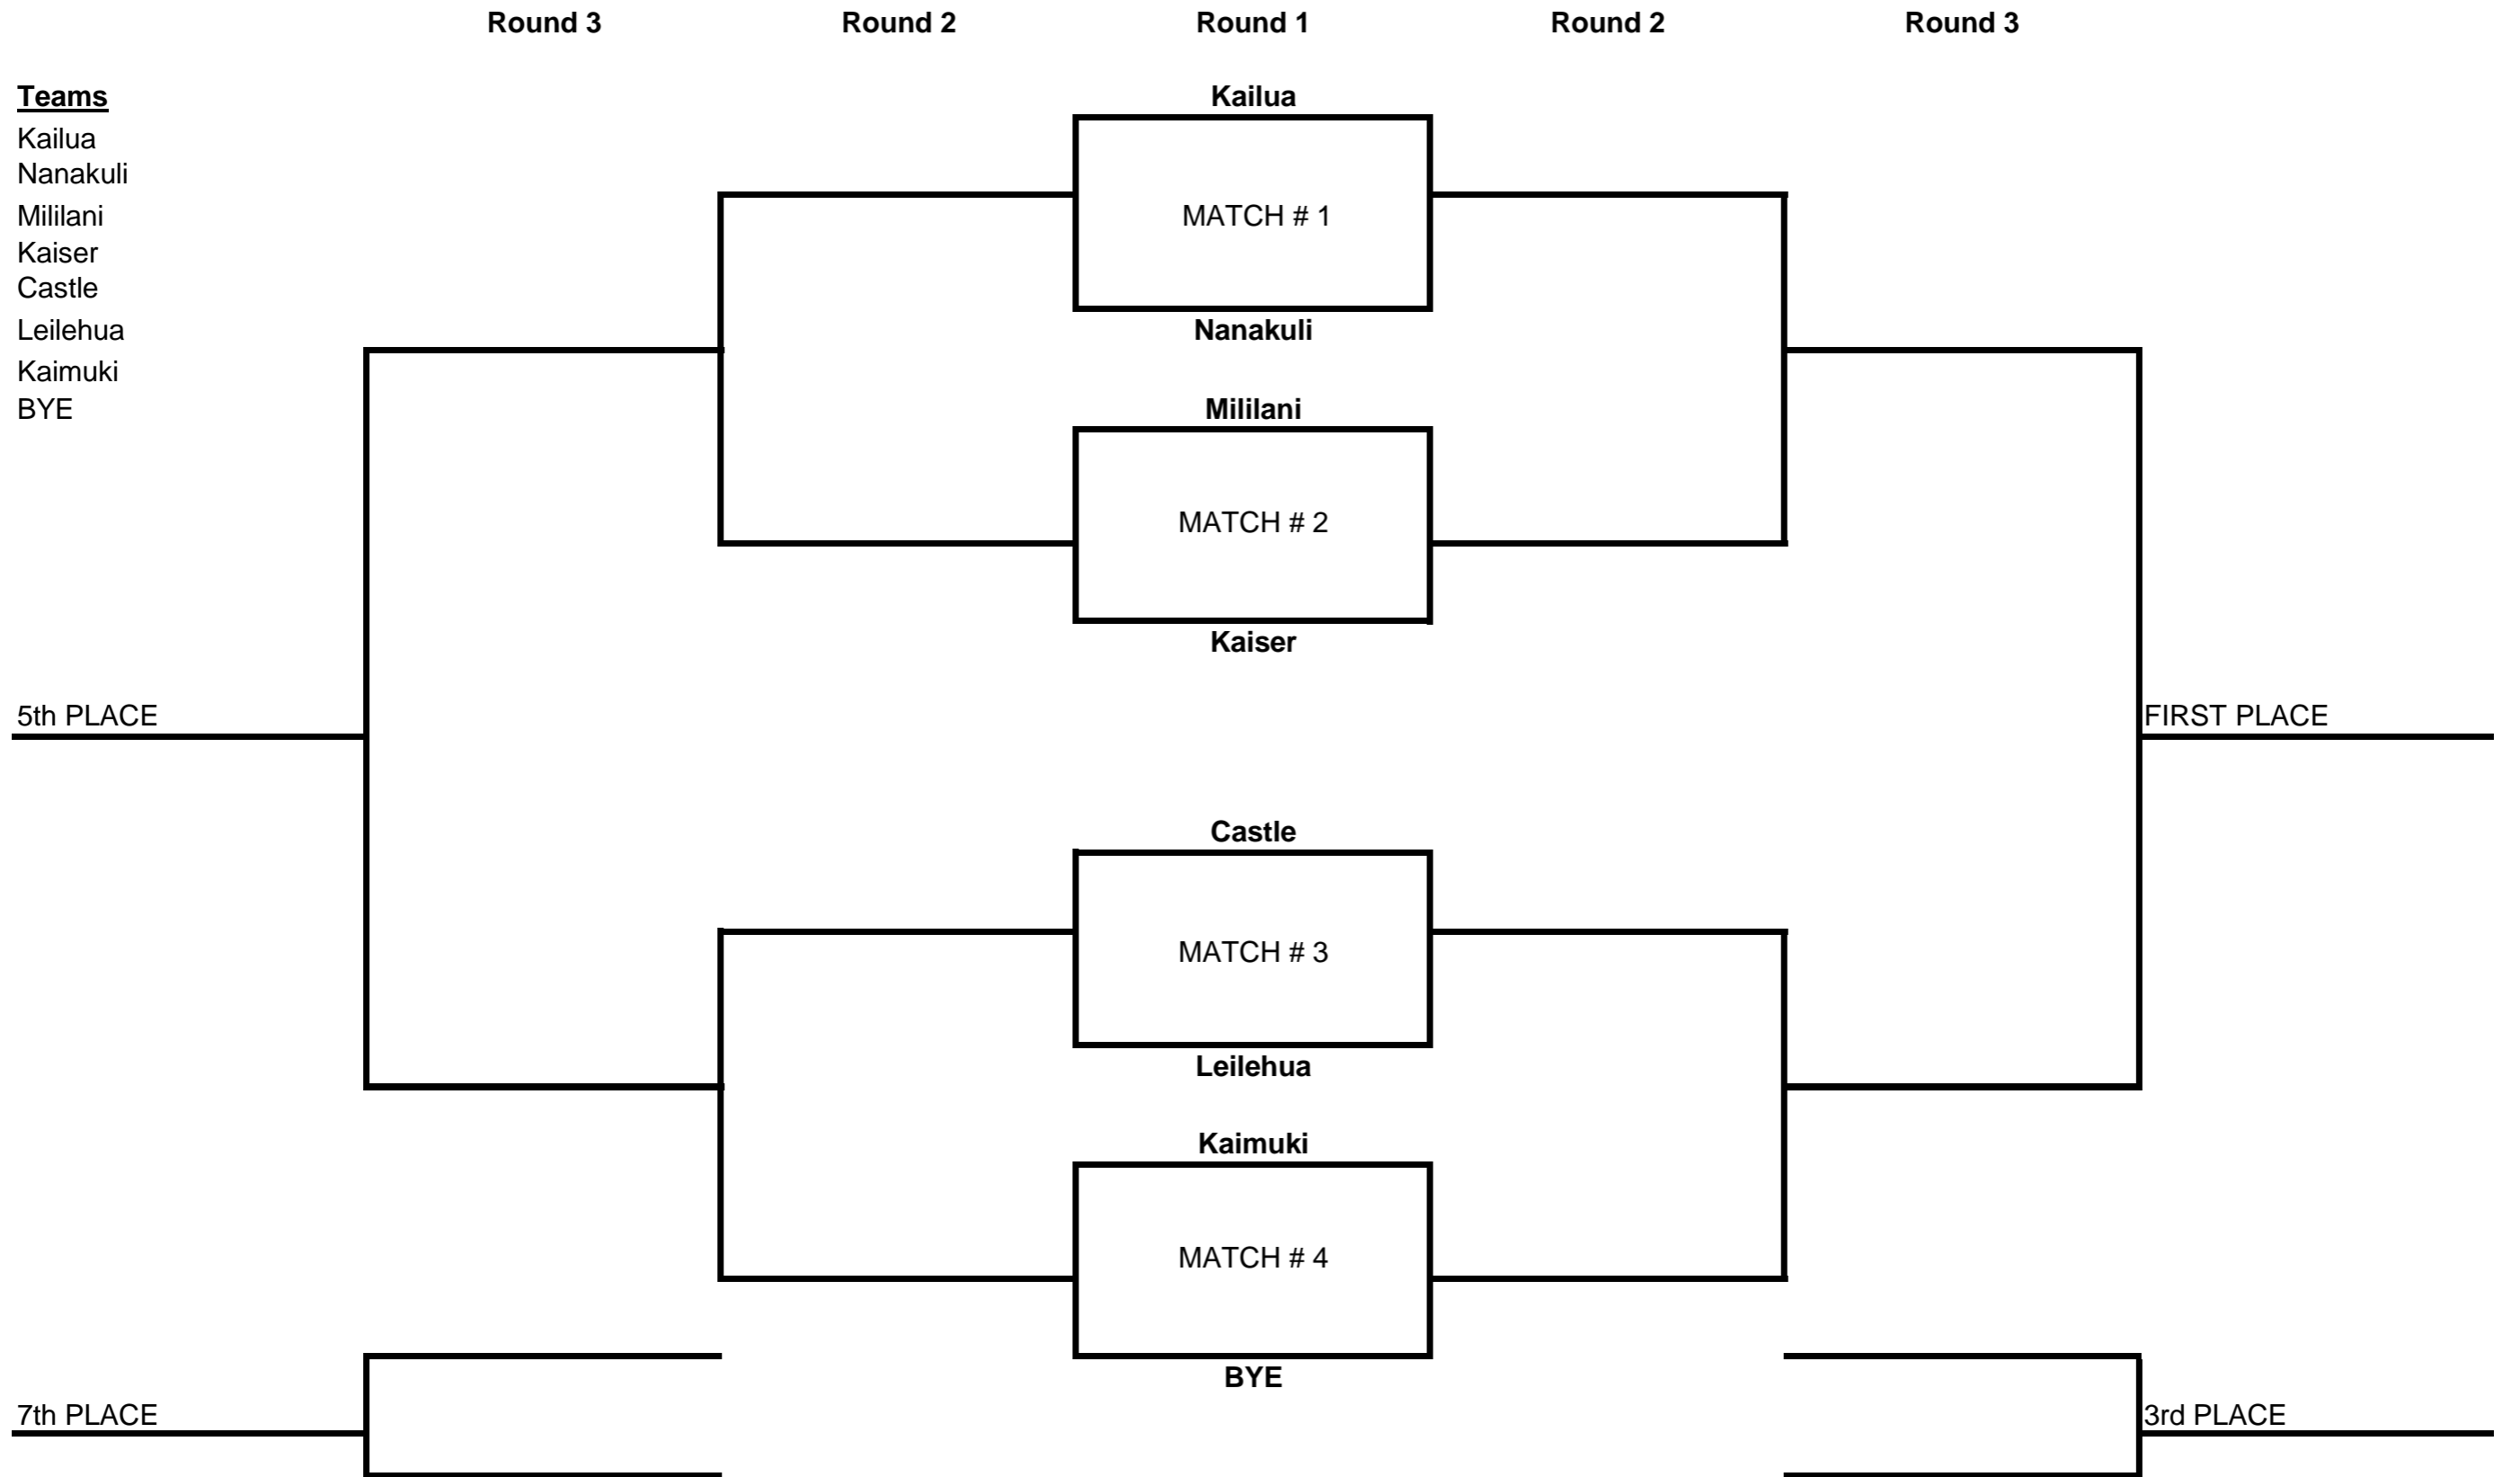 Round 3 Round 2 Round 1 Round 2 Round 3
Teams
Kailua
Nanakuli
Mililani
Kaiser
Castle
Leilehua
Kaimuki
BYE
Kailua
MATCH # 1
Nanakuli
Mililani
MATCH # 2
Kaiser
5th PLACE
FIRST PLACE
Castle
MATCH # 3
Leilehua
Kaimuki
MATCH # 4
BYE
7th PLACE
3rd PLACE